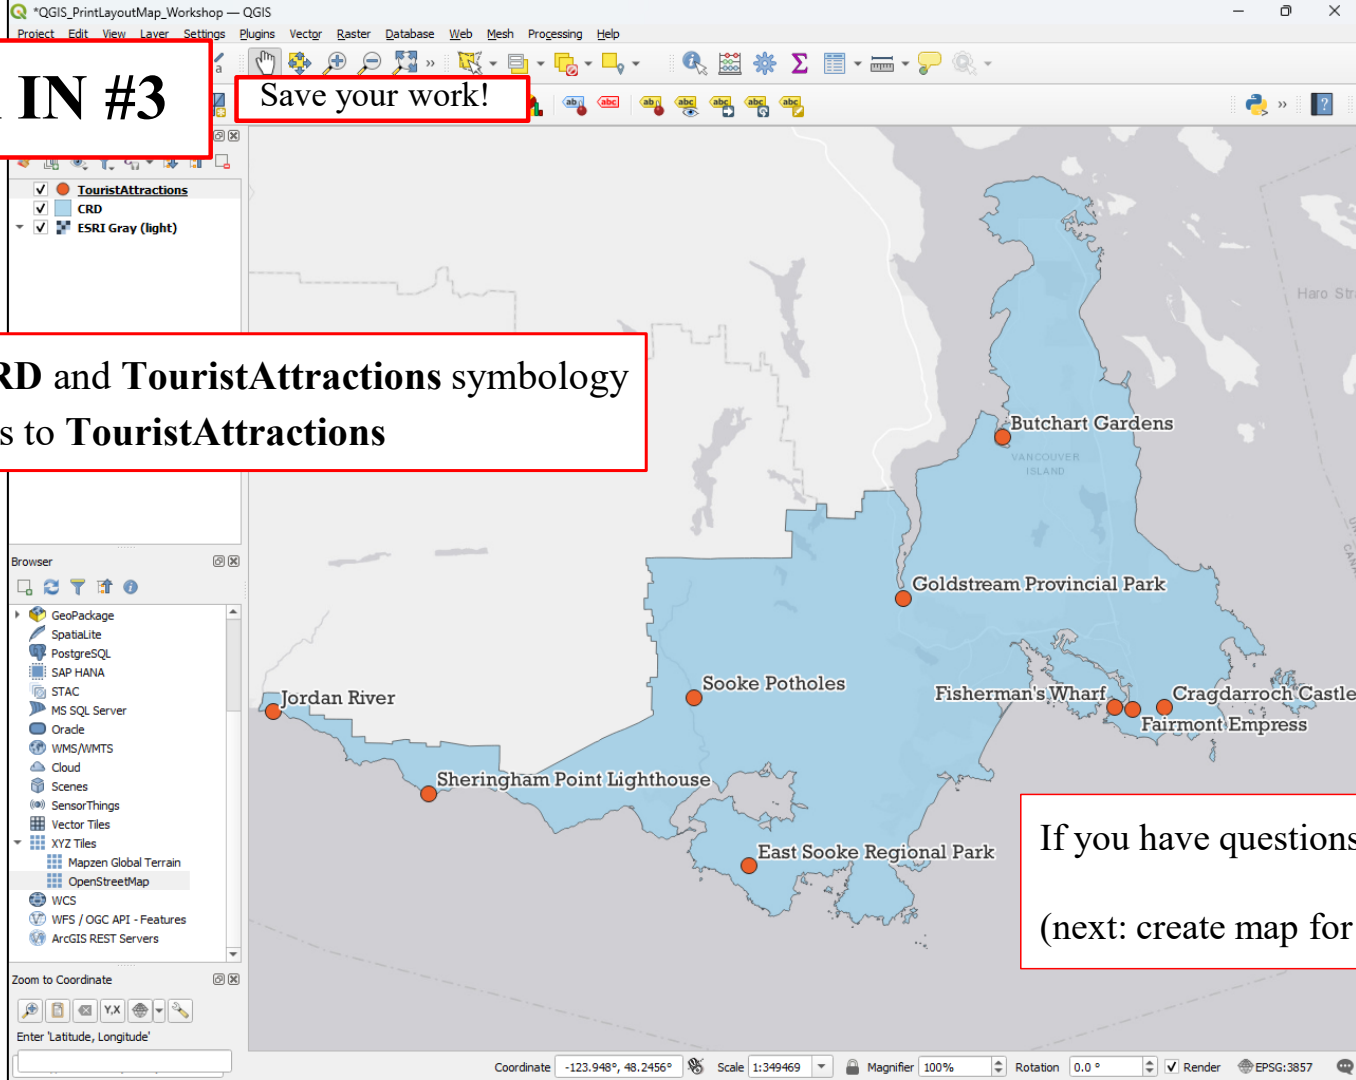 *QGIS_PrintLayoutMap_Workshop — QGIS
Project Edit View Layer Settings Plugins Vector Raster Database Web Mesh Processing Help
IN #3
Save your work!
TouristAttractions
CRD
ESRI Gray (light)
RD and TouristAttractions symbology
s to TouristAttractions
Haro Str
Butchart Gardens
VANCOUVER
ISLAND
Goldstream Provincial Park
Sooke Potholes
Jordan River
Fisherman's Wharf
Cragdarroch Castle
Fairmont Empress
Sheringham Point Lighthouse
East Sooke Regional Park
If you have questions
(next: create map for
Browser
GeoPackage
SpatiaLite
PostgreSQL
SAP HANA
STAC
MS SQL Server
Oracle
WMS/WMTS
Cloud
Scenes
SensorThings
Vector Tiles
XYZ Tiles
Mapzen Global Terrain
OpenStreetMap
WCS
WFS / OGC API - Features
ArcGIS REST Servers
Zoom to Coordinate
Y,X
Enter 'Latitude, Longitude'
Coordinate -123.948°, 48.2456° Scale 1:349469 Magnifier 100% Rotation 0.0 ° Render EPSG:3857